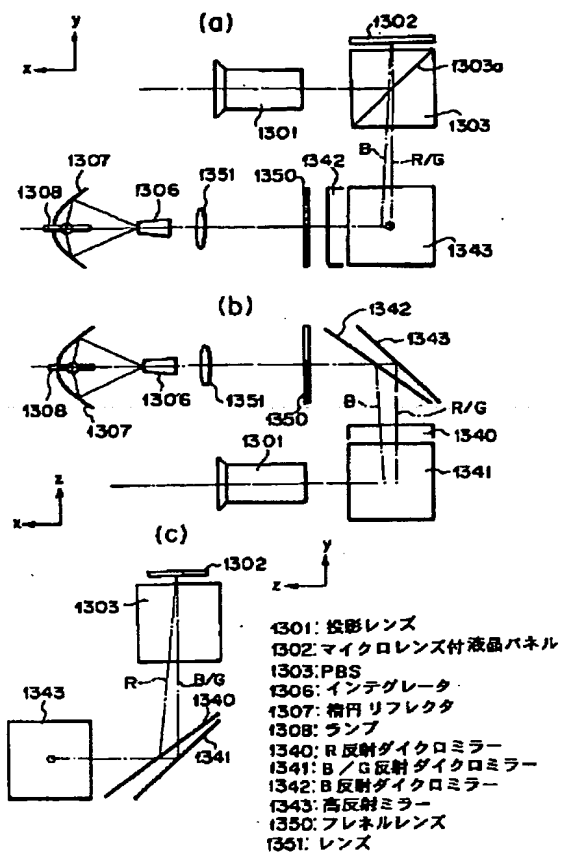 (a)
y
x
1302
1303a
1303
1301
B
R/G
1307
1308
1306
1351
1350
1342
1343
(b)
1342
1343
1308
1306
1351
1350
B
R/G
1307
1340
1341
1301
z
x
(c)
y
z
1302
1303
R
B/G
1343
1340
1341
1301: 投影レンズ
1302: マイクロレンズ付液晶パネル
1303: PBS
1306: インテグレータ
1307: 楕円リフレクタ
1308: ランプ
1340: R反射ダイクロミラー
1341: B/G反射ダイクロミラー
1342: B反射ダイクロミラー
1343: 高反射ミラー
1350: フレネルレンズ
1351: レンズ